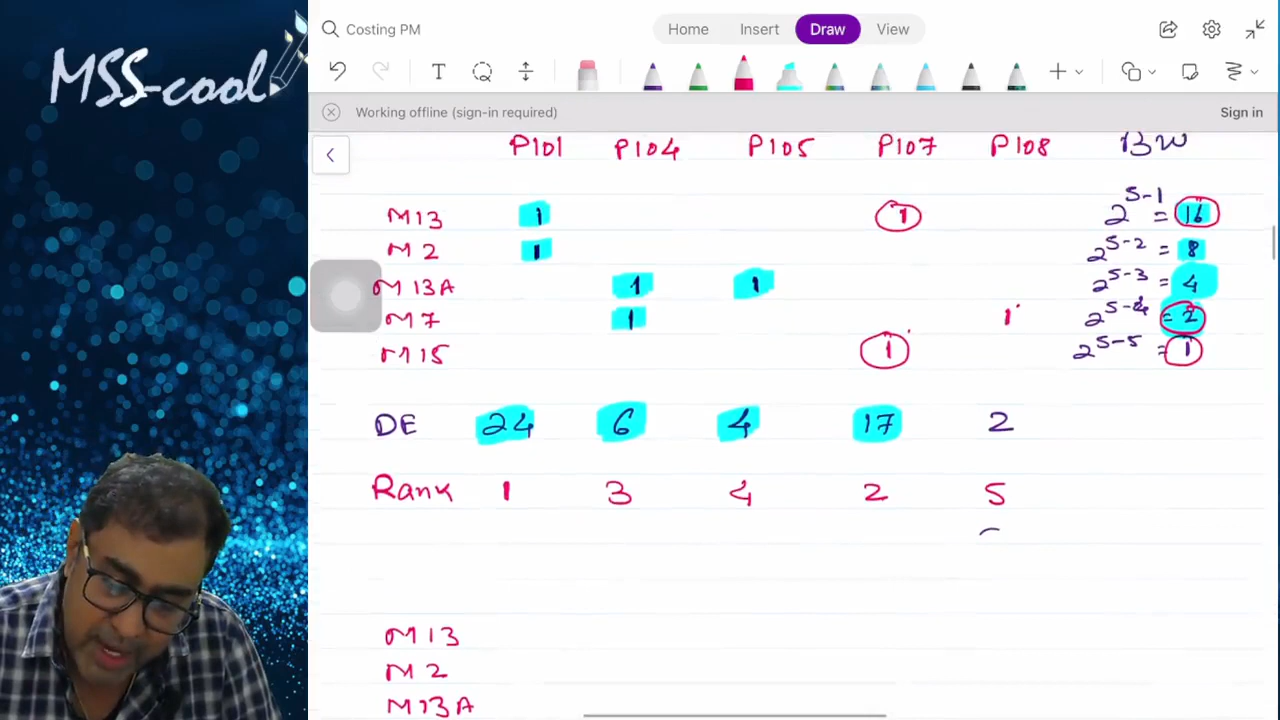 MSS-cool
Costing PM
Home Insert Draw View
Working offline (sign-in required) Sign in
P101 P104 P105 P107 P108 BW
M13 1 1 2^5-1 = 16
M2 1 2^5-2 = 8
M13A 1 1 2^5-3 = 4
M7 1 1 2^5-4 = 2
M15 1 2^5-5 = 1
DE 24 6 4 17 2
Rank 1 3 4 2 5
M13
M2
M13A